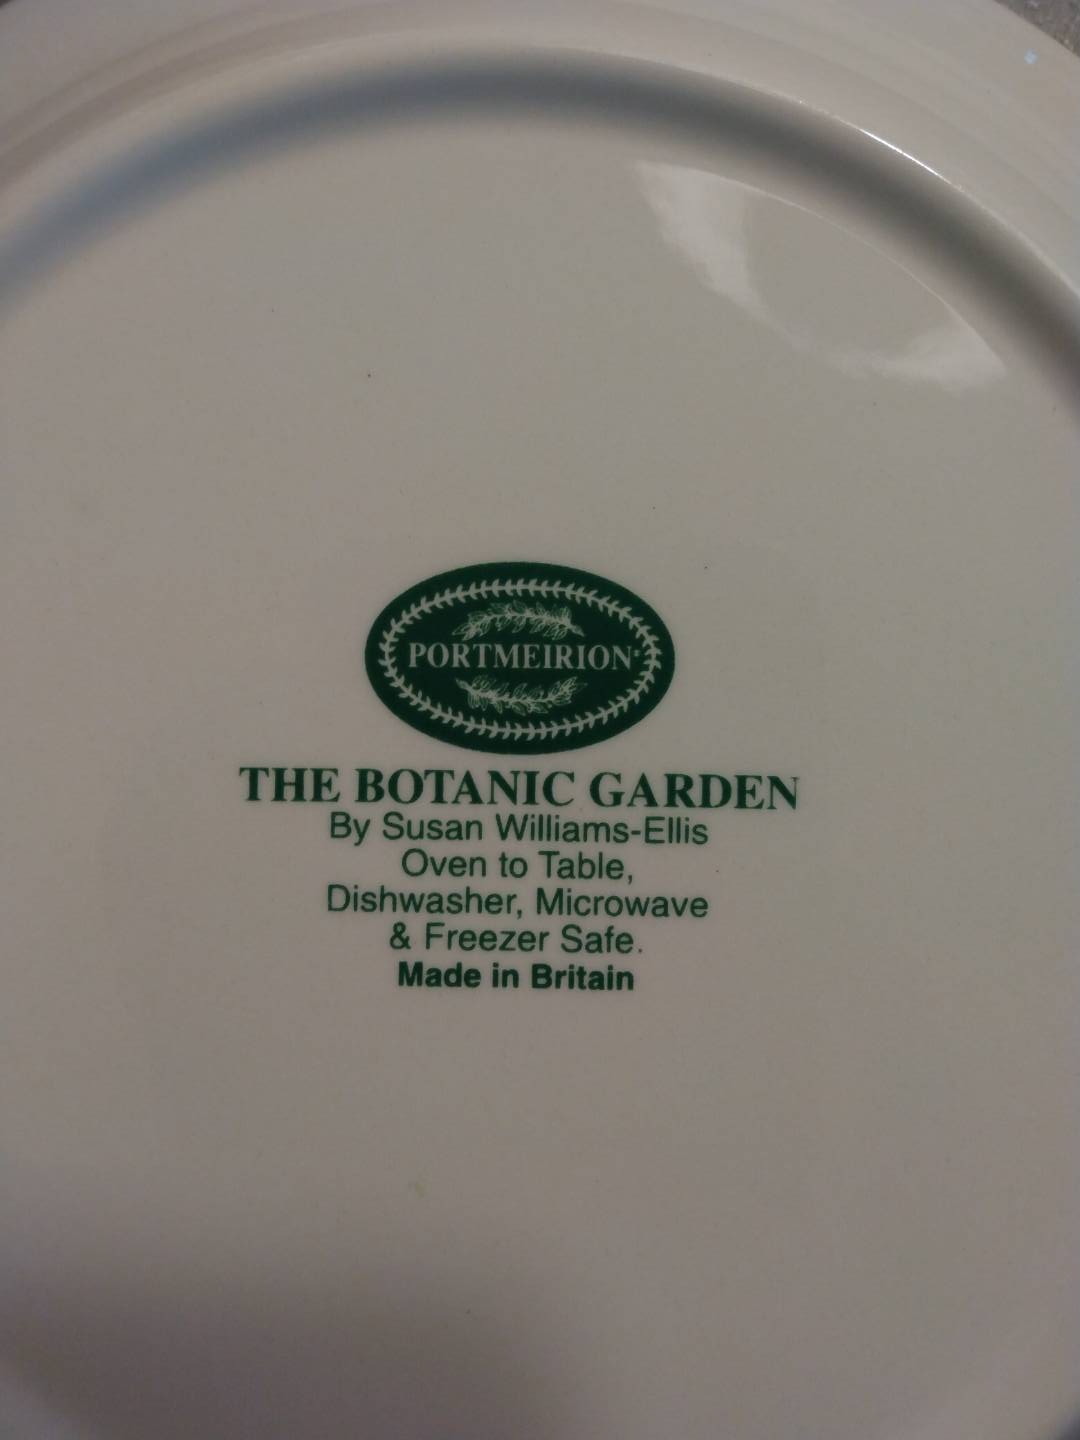 PORTMEIRION®
THE BOTANIC GARDEN
By Susan Williams-Ellis
Oven to Table,
Dishwasher, Microwave
& Freezer Safe.
Made in Britain